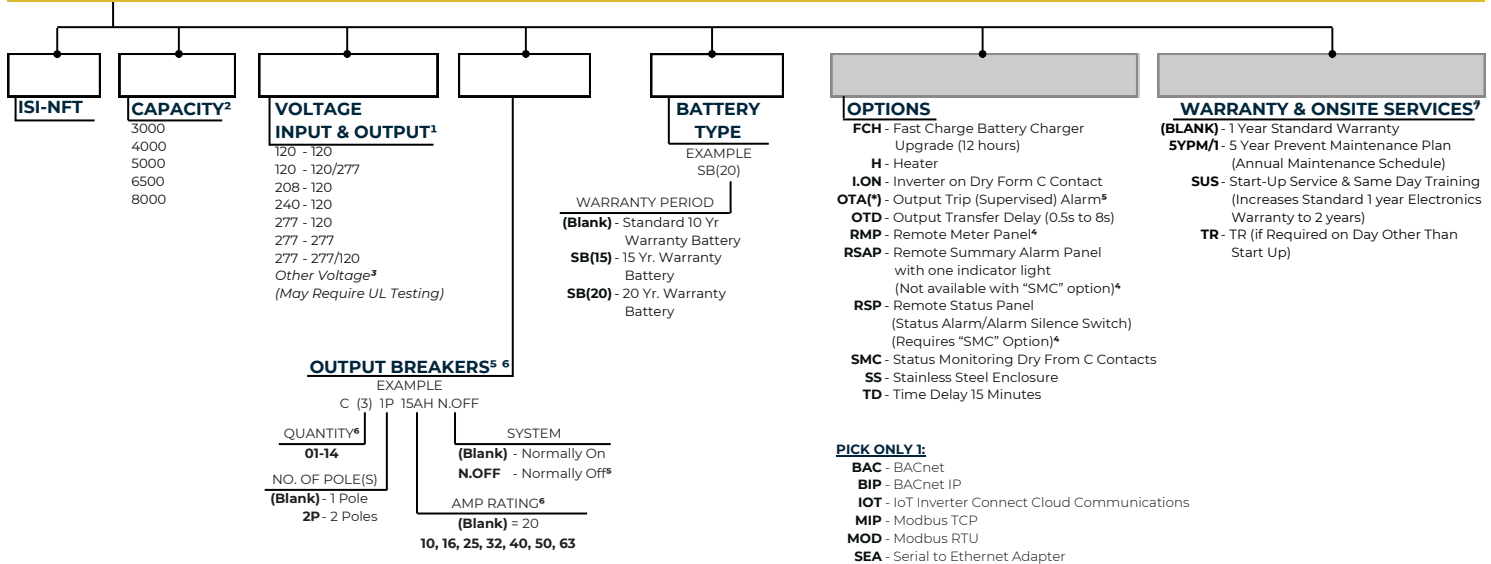 ISI-NFT
CAPACITY²
3000
4000
5000
6500
8000
VOLTAGE
INPUT & OUTPUT¹
120 - 120
120 - 120/277
208 - 120
240 - 120
277 - 120
277 - 277
277 - 277/120
Other Voltage³
(May Require UL Testing)
OUTPUT BREAKERS⁵ ⁶
EXAMPLE
C (3) 1P 15AH N.OFF
QUANTITY⁶
01-14
NO. OF POLE(S)
(Blank) - 1 Pole
2P - 2 Poles
SYSTEM
(Blank) - Normally On
N.OFF - Normally Off⁵
AMP RATING⁶
(Blank) = 20
10, 16, 25, 32, 40, 50, 63
BATTERY
TYPE
EXAMPLE
SB(20)
WARRANTY PERIOD
(Blank) - Standard 10 Yr
Warranty Battery
SB(15) - 15 Yr. Warranty
Battery
SB(20) - 20 Yr. Warranty
Battery
OPTIONS
FCH - Fast Charge Battery Charger
Upgrade (12 hours)
H - Heater
I.ON - Inverter on Dry Form C Contact
OTA(*) - Output Trip (Supervised) Alarm⁵
OTD - Output Transfer Delay (0.5s to 8s)
RMP - Remote Meter Panel⁴
RSAP - Remote Summary Alarm Panel
with one indicator light
(Not available with “SMC” option)⁴
RSP - Remote Status Panel
(Status Alarm/Alarm Silence Switch)
(Requires “SMC” Option)⁴
SMC - Status Monitoring Dry From C Contacts
SS - Stainless Steel Enclosure
TD - Time Delay 15 Minutes
PICK ONLY 1:
BAC - BACnet
BIP - BACnet IP
IOT - IoT Inverter Connect Cloud Communications
MIP - Modbus TCP
MOD - Modbus RTU
SEA - Serial to Ethernet Adapter
WARRANTY & ONSITE SERVICES⁷
(BLANK) - 1 Year Standard Warranty
5YPM/1 - 5 Year Prevent Maintenance Plan
(Annual Maintenance Schedule)
SUS - Start-Up Service & Same Day Training
(Increases Standard 1 year Electronics
Warranty to 2 years)
TR - TR (if Required on Day Other Than
Start Up)